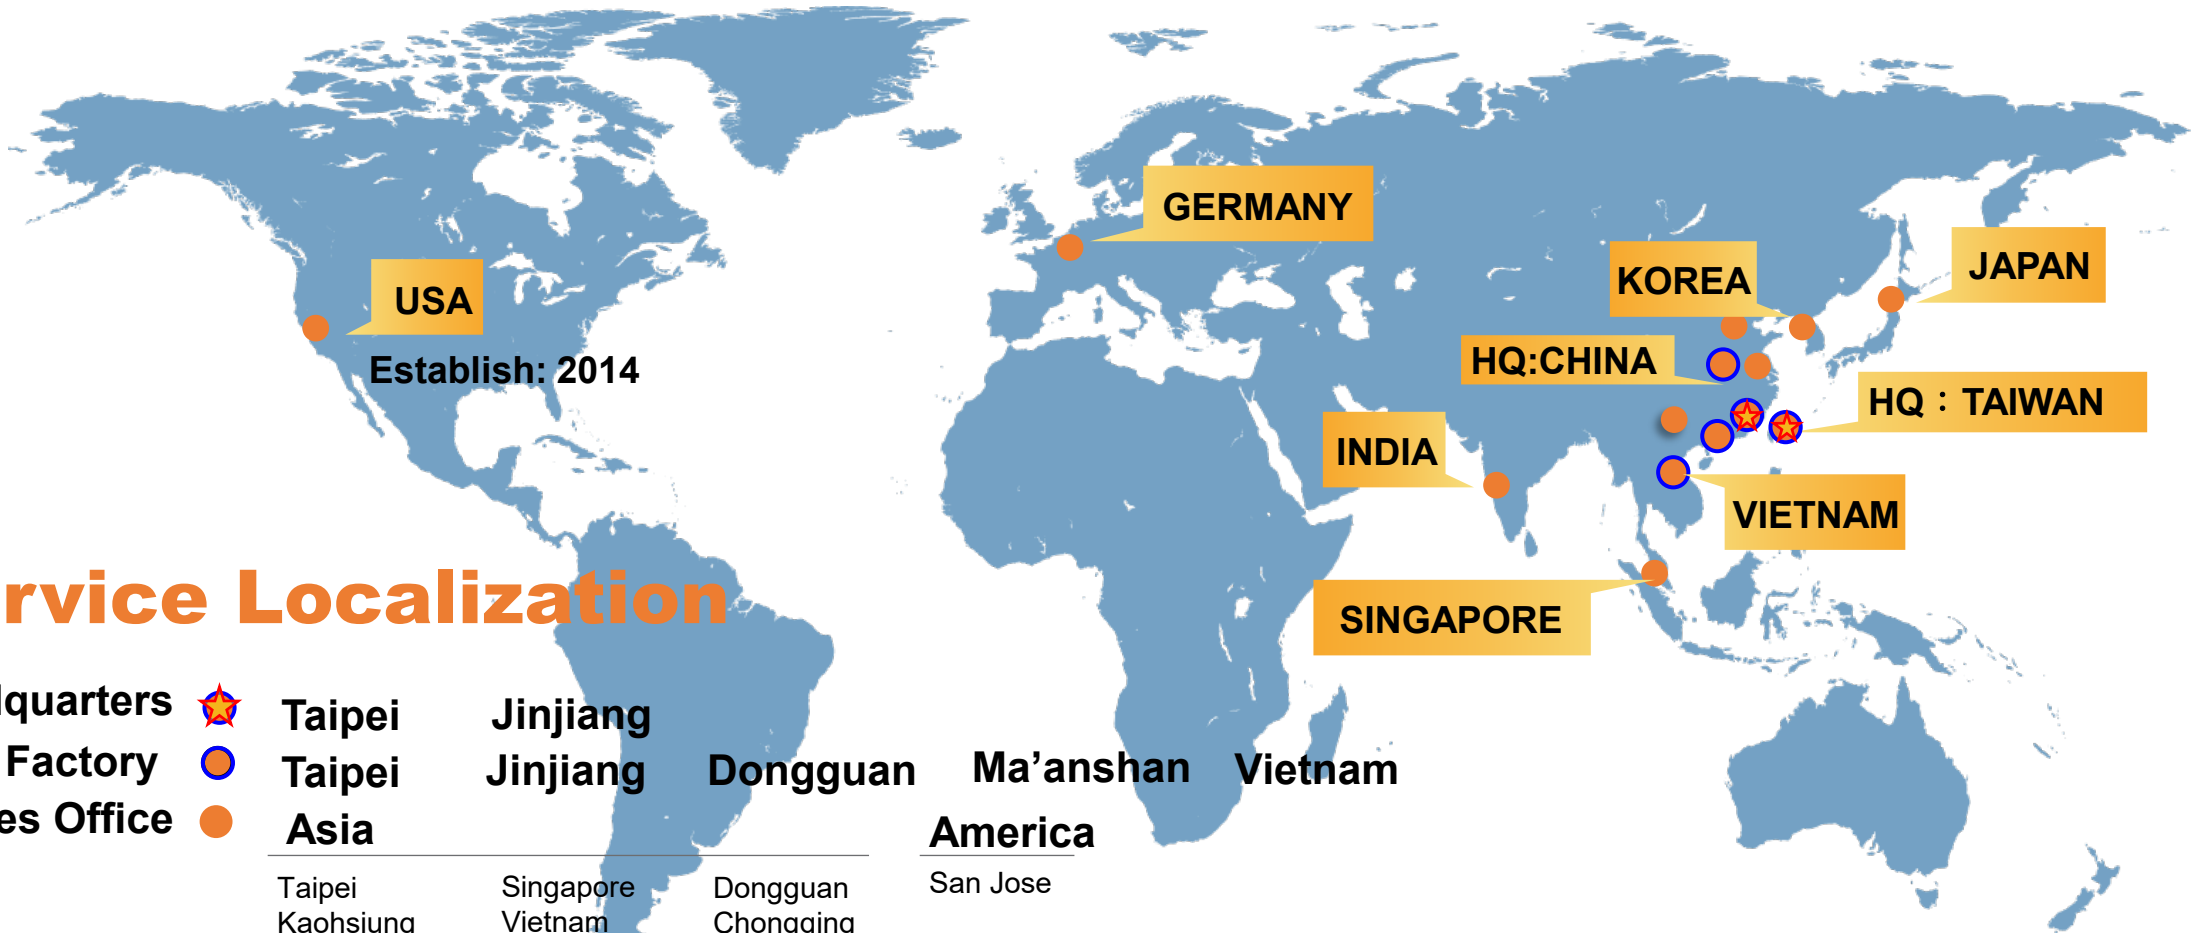 GERMANY
KOREA
JAPAN
USA
Establish: 2014
HQ:CHINA
HQ：TAIWAN
INDIA
VIETNAM
SINGAPORE
rvice Localization
quarters Taipei Jinjiang
Factory Taipei Jinjiang Dongguan Ma’anshan Vietnam
es Office Asia America
Taipei Singapore Dongguan San Jose
Kaohsiung Vietnam Chongqing